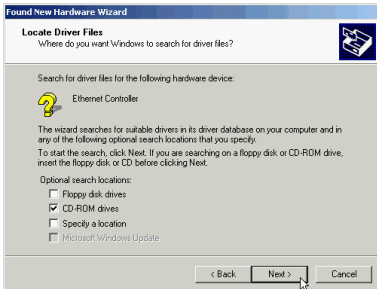 Found New Hardware Wizard
Locate Driver Files
Where do you want Windows to search for driver files?
Search for driver files for the following hardware device:
Ethernet Controller
The wizard searches for suitable drivers in its driver database on your computer and in
any of the following optional search locations that you specify.
To start the search, click Next. If you are searching on a floppy disk or CD-ROM drive,
insert the floppy disk or CD before clicking Next.
Optional search locations:
Floppy disk drives
CD-ROM drives
Specify a location
Microsoft Windows Update
< Back
Next >
Cancel